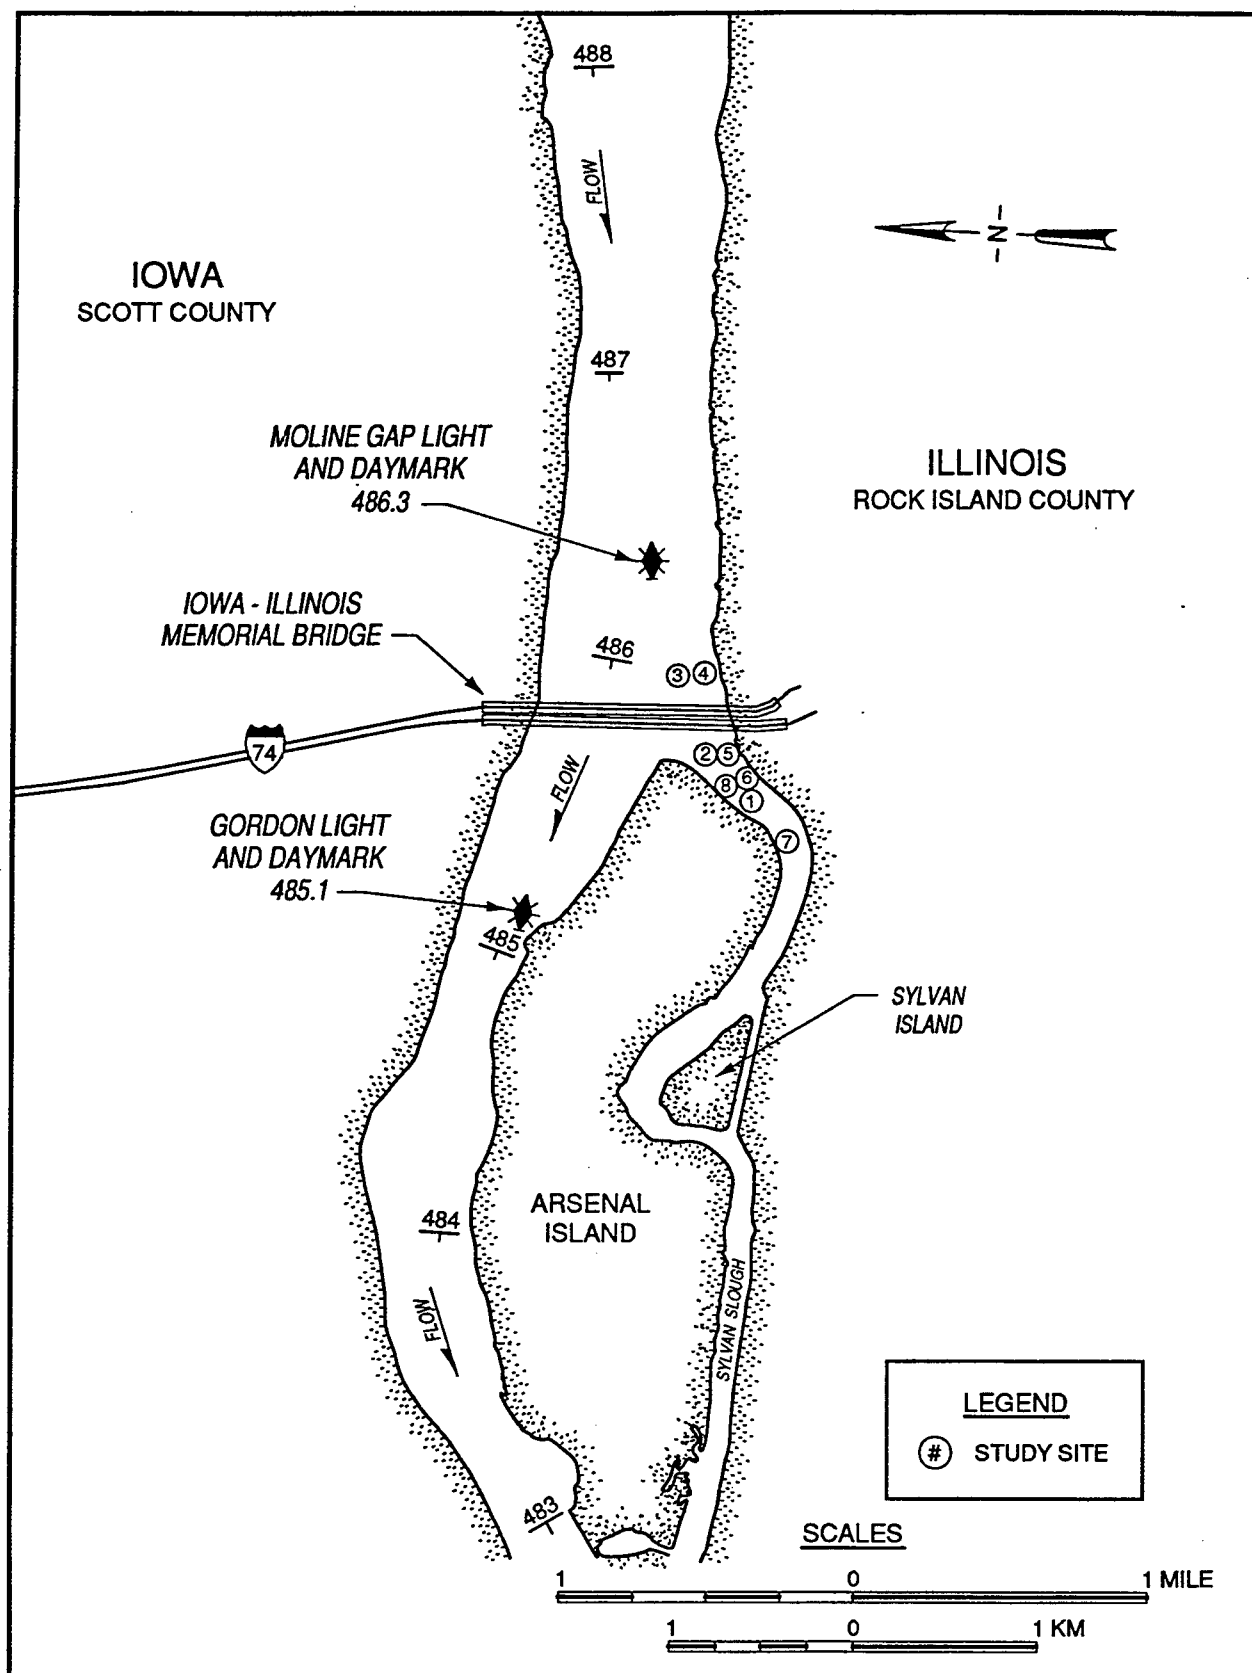 488
FLOW
N
IOWA
SCOTT COUNTY
487
MOLINE GAP LIGHT
AND DAYMARK
486.3
ILLINOIS
ROCK ISLAND COUNTY
IOWA - ILLINOIS
MEMORIAL BRIDGE
486
3 4
74
2 5
6
8
1
7
FLOW
GORDON LIGHT
AND DAYMARK
485.1
485
SYLVAN
ISLAND
ARSENAL
ISLAND
484
FLOW
SYLVAN SLOUGH
LEGEND
# STUDY SITE
483
SCALES
1 0 1 MILE
1 0 1 KM